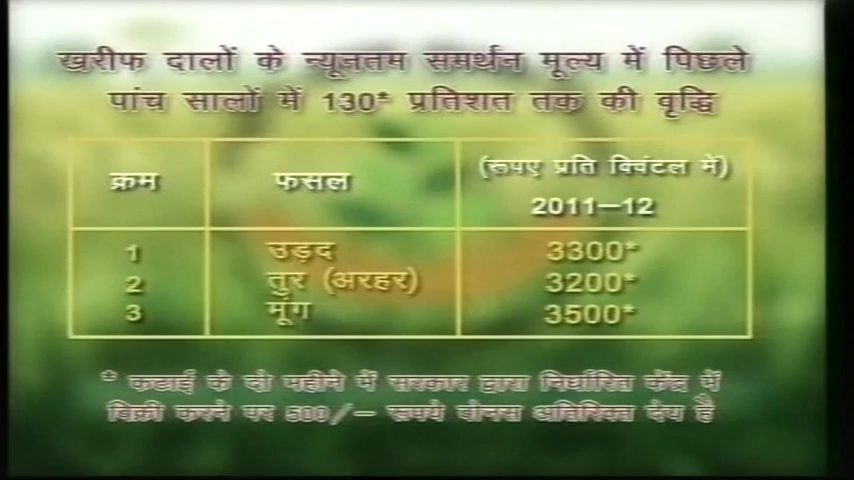 खरीफ दालों के न्यूनतम समर्थन मूल्य में पिछले
पांच सालों में 130* प्रतिशत तक की वृद्धि
क्रम फसल (रूपए प्रति क्विंटल में) 2011–12
1 उड़द 3300*
2 तुर (अरहर) 3200*
3 मूंग 3500*
* कटाई के दो महीने में सरकार द्वारा निर्धारित केंद्र में
बिक्री करने पर 500/– रूपये बोनस अतिरिक्त देय है